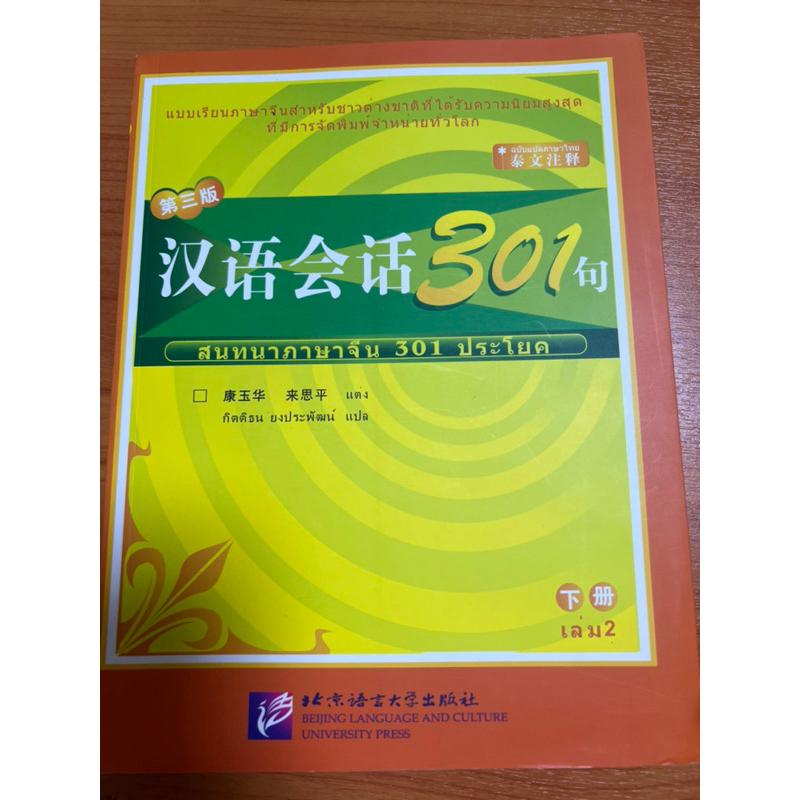 แบบเรียนภาษาจีนสำหรับชาวต่างชาติที่ได้รับความนิยมสูงสุด
ที่มีการจัดพิมพ์จำหน่ายทั่วโลก
* ฉบับแปลภาษาไทย
泰文注释
第三版
汉语会话301句
สนทนาภาษาจีน 301 ประโยค
康玉华 来思平 แต่ง
กิตติธน ยงประพัฒน์ แปล
下册
เล่ม2
北京语言大学出版社
BEIJING LANGUAGE AND CULTURE
UNIVERSITY PRESS